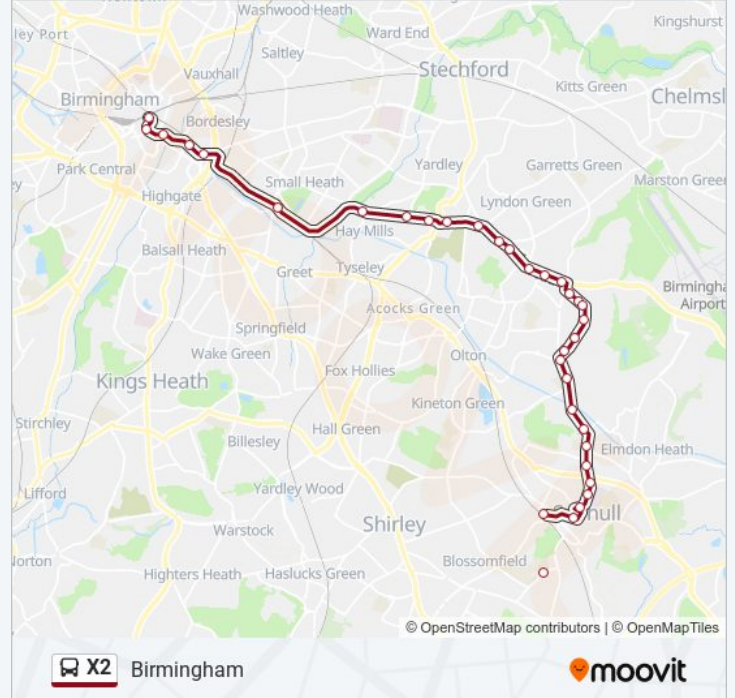 Washwood Heath
Kingshurst
ley Port
Ward End
Saltley
Stechford
Vauxhall
Kitts Green
Birmingham
Chelmsl
Bordesley
Park Central
Yardley
Garretts Green
Small Heath
Marston Green
Highgate
Lyndon Green
Hay Mills
Balsall Heath
Greet
Tyseley
Birmingha
Airport
Acocks Green
Springfield
Wake Green
Olton
Fox Hollies
Kings Heath
Kineton Green
Stirchley
Hall Green
Billesley
Elmdon Heath
Lifford
Yardley Wood
hull
Shirley
Warstock
Blossomfield
Highters Heath
Haslucks Green
© OpenStreetMap contributors | © OpenMapTiles
X2 Birmingham
moovit